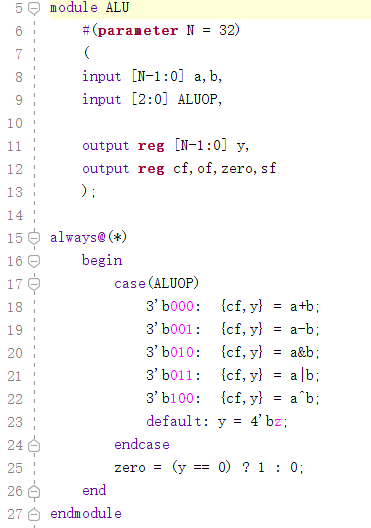 5 module ALU
6 #(parameter N = 32)
7 (
8 input [N-1:0] a,b,
9 input [2:0] ALUOP,
10
11 output reg [N-1:0] y,
12 output reg cf,of,zero,sf
13 );
14
15 always@(*)
16 begin
17 case(ALUOP)
18 3'b000: {cf,y} = a+b;
19 3'b001: {cf,y} = a-b;
20 3'b010: {cf,y} = a&b;
21 3'b011: {cf,y} = a|b;
22 3'b100: {cf,y} = a^b;
23 default: y = 4'bz;
24 endcase
25 zero = (y == 0) ? 1 : 0;
26 end
27 endmodule